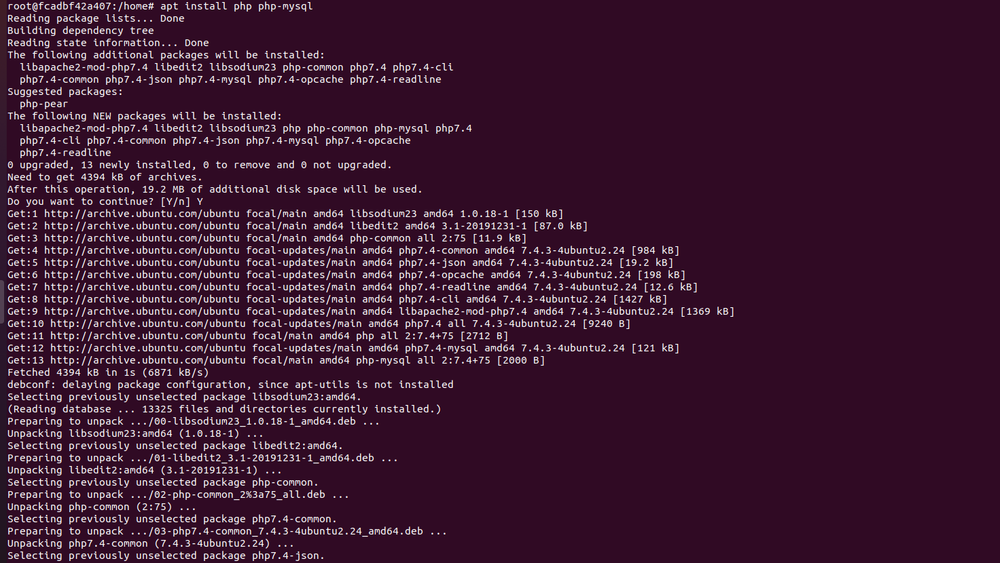 root@fcadbf42a407:/home# apt install php php-mysql
Reading package lists... Done
Building dependency tree
Reading state information... Done
The following additional packages will be installed:
  libapache2-mod-php7.4 libedit2 libsodium23 php-common php7.4 php7.4-cli
  php7.4-common php7.4-json php7.4-mysql php7.4-opcache php7.4-readline
Suggested packages:
  php-pear
The following NEW packages will be installed:
  libapache2-mod-php7.4 libedit2 libsodium23 php php-common php-mysql php7.4
  php7.4-cli php7.4-common php7.4-json php7.4-mysql php7.4-opcache
  php7.4-readline
0 upgraded, 13 newly installed, 0 to remove and 0 not upgraded.
Need to get 4394 kB of archives.
After this operation, 19.2 MB of additional disk space will be used.
Do you want to continue? [Y/n] Y
Get:1 http://archive.ubuntu.com/ubuntu focal/main amd64 libsodium23 amd64 1.0.18-1 [150 kB]
Get:2 http://archive.ubuntu.com/ubuntu focal/main amd64 libedit2 amd64 3.1-20191231-1 [87.0 kB]
Get:3 http://archive.ubuntu.com/ubuntu focal/main amd64 php-common all 2:75 [11.9 kB]
Get:4 http://archive.ubuntu.com/ubuntu focal-updates/main amd64 php7.4-common amd64 7.4.3-4ubuntu2.24 [984 kB]
Get:5 http://archive.ubuntu.com/ubuntu focal-updates/main amd64 php7.4-json amd64 7.4.3-4ubuntu2.24 [19.2 kB]
Get:6 http://archive.ubuntu.com/ubuntu focal-updates/main amd64 php7.4-opcache amd64 7.4.3-4ubuntu2.24 [198 kB]
Get:7 http://archive.ubuntu.com/ubuntu focal-updates/main amd64 php7.4-readline amd64 7.4.3-4ubuntu2.24 [12.6 kB]
Get:8 http://archive.ubuntu.com/ubuntu focal-updates/main amd64 php7.4-cli amd64 7.4.3-4ubuntu2.24 [1427 kB]
Get:9 http://archive.ubuntu.com/ubuntu focal-updates/main amd64 libapache2-mod-php7.4 amd64 7.4.3-4ubuntu2.24 [1369 kB]
Get:10 http://archive.ubuntu.com/ubuntu focal-updates/main amd64 php7.4 all 7.4.3-4ubuntu2.24 [9240 B]
Get:11 http://archive.ubuntu.com/ubuntu focal/main amd64 php all 2:7.4+75 [2712 B]
Get:12 http://archive.ubuntu.com/ubuntu focal-updates/main amd64 php7.4-mysql amd64 7.4.3-4ubuntu2.24 [121 kB]
Get:13 http://archive.ubuntu.com/ubuntu focal/main amd64 php-mysql all 2:7.4+75 [2000 B]
Fetched 4394 kB in 1s (6871 kB/s)
debconf: delaying package configuration, since apt-utils is not installed
Selecting previously unselected package libsodium23:amd64.
(Reading database ... 13325 files and directories currently installed.)
Preparing to unpack .../00-libsodium23_1.0.18-1_amd64.deb ...
Unpacking libsodium23:amd64 (1.0.18-1) ...
Selecting previously unselected package libedit2:amd64.
Preparing to unpack .../01-libedit2_3.1-20191231-1_amd64.deb ...
Unpacking libedit2:amd64 (3.1-20191231-1) ...
Selecting previously unselected package php-common.
Preparing to unpack .../02-php-common_2%3a75_all.deb ...
Unpacking php-common (2:75) ...
Selecting previously unselected package php7.4-common.
Preparing to unpack .../03-php7.4-common_7.4.3-4ubuntu2.24_amd64.deb ...
Unpacking php7.4-common (7.4.3-4ubuntu2.24) ...
Selecting previously unselected package php7.4-json.